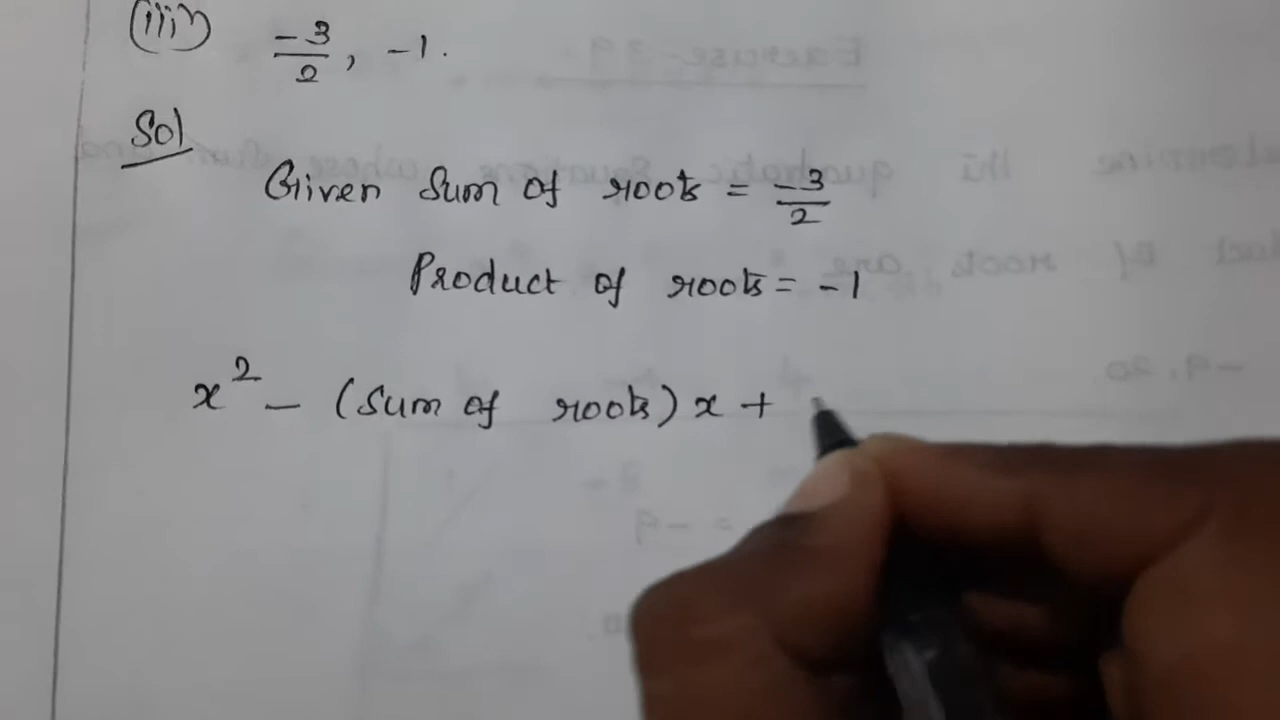 (iii) -3/2, -1.
Sol
Given Sum of roots = -3/2
Product of roots = -1
x² - (Sum of roots) x +